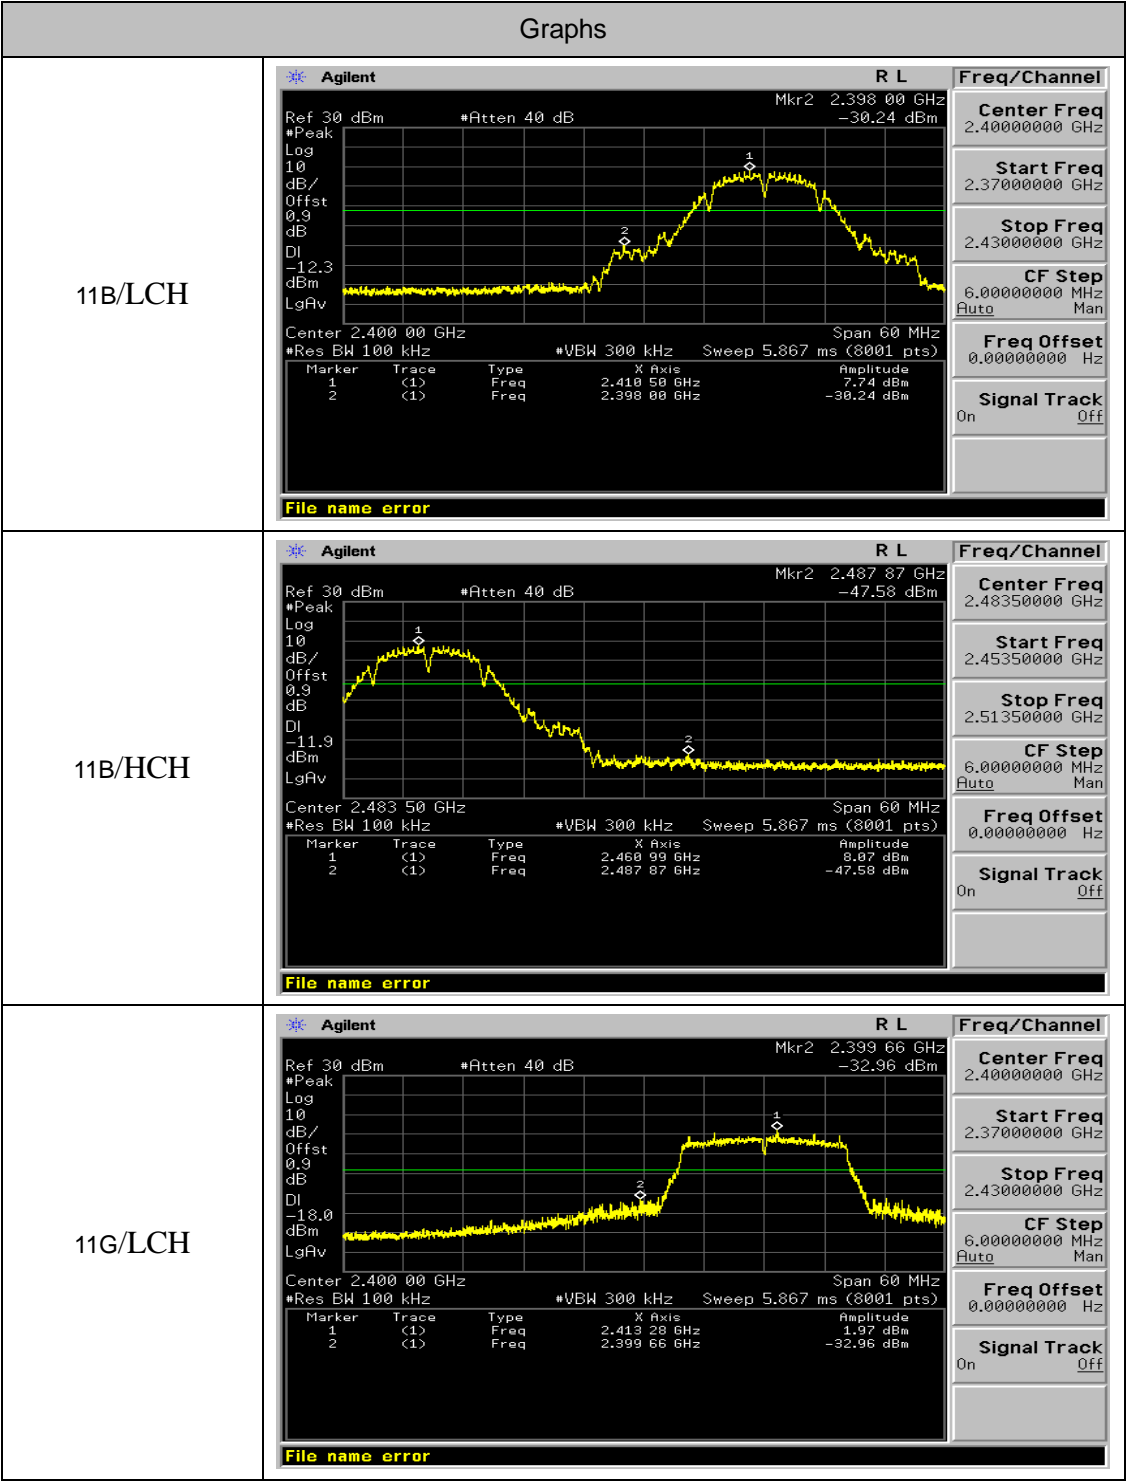 Graphs
11B/LCH
Agilent R L Freq/Channel
Mkr2 2.398 00 GHz
Ref 30 dBm #Atten 40 dB -30.24 dBm
#Peak
Log
10
dB/
Offst
0.9
dB
DI
-12.3
dBm
LgAv
1
2
Center 2.400 00 GHz Span 60 MHz
#Res BW 100 kHz #VBW 300 kHz Sweep 5.867 ms (8001 pts)
Marker Trace Type X Axis Amplitude
1 (1) Freq 2.410 50 GHz 7.74 dBm
2 (1) Freq 2.398 00 GHz -30.24 dBm
File name error
Center Freq
2.40000000 GHz
Start Freq
2.37000000 GHz
Stop Freq
2.43000000 GHz
CF Step
6.00000000 MHz
Auto Man
Freq Offset
0.00000000 Hz
Signal Track
On Off
11B/HCH
Agilent R L Freq/Channel
Mkr2 2.487 87 GHz
Ref 30 dBm #Atten 40 dB -47.58 dBm
#Peak
Log
10
dB/
Offst
0.9
dB
DI
-11.9
dBm
LgAv
1
2
Center 2.483 50 GHz Span 60 MHz
#Res BW 100 kHz #VBW 300 kHz Sweep 5.867 ms (8001 pts)
Marker Trace Type X Axis Amplitude
1 (1) Freq 2.460 99 GHz 8.07 dBm
2 (1) Freq 2.487 87 GHz -47.58 dBm
File name error
Center Freq
2.48350000 GHz
Start Freq
2.45350000 GHz
Stop Freq
2.51350000 GHz
CF Step
6.00000000 MHz
Auto Man
Freq Offset
0.00000000 Hz
Signal Track
On Off
11G/LCH
Agilent R L Freq/Channel
Mkr2 2.399 66 GHz
Ref 30 dBm #Atten 40 dB -32.96 dBm
#Peak
Log
10
dB/
Offst
0.9
dB
DI
-18.0
dBm
LgAv
1
2
Center 2.400 00 GHz Span 60 MHz
#Res BW 100 kHz #VBW 300 kHz Sweep 5.867 ms (8001 pts)
Marker Trace Type X Axis Amplitude
1 (1) Freq 2.413 28 GHz 1.97 dBm
2 (1) Freq 2.399 66 GHz -32.96 dBm
File name error
Center Freq
2.40000000 GHz
Start Freq
2.37000000 GHz
Stop Freq
2.43000000 GHz
CF Step
6.00000000 MHz
Auto Man
Freq Offset
0.00000000 Hz
Signal Track
On Off